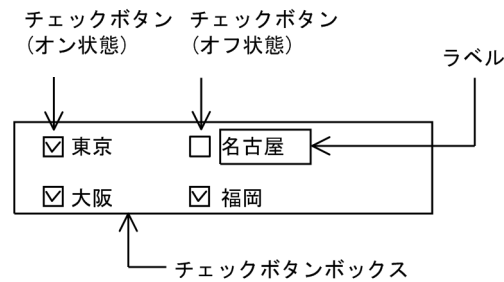 チェックボタン チェックボタン
(オン状態) (オフ状態)
ラベル
東京 名古屋
大阪 福岡
チェックボタンボックス